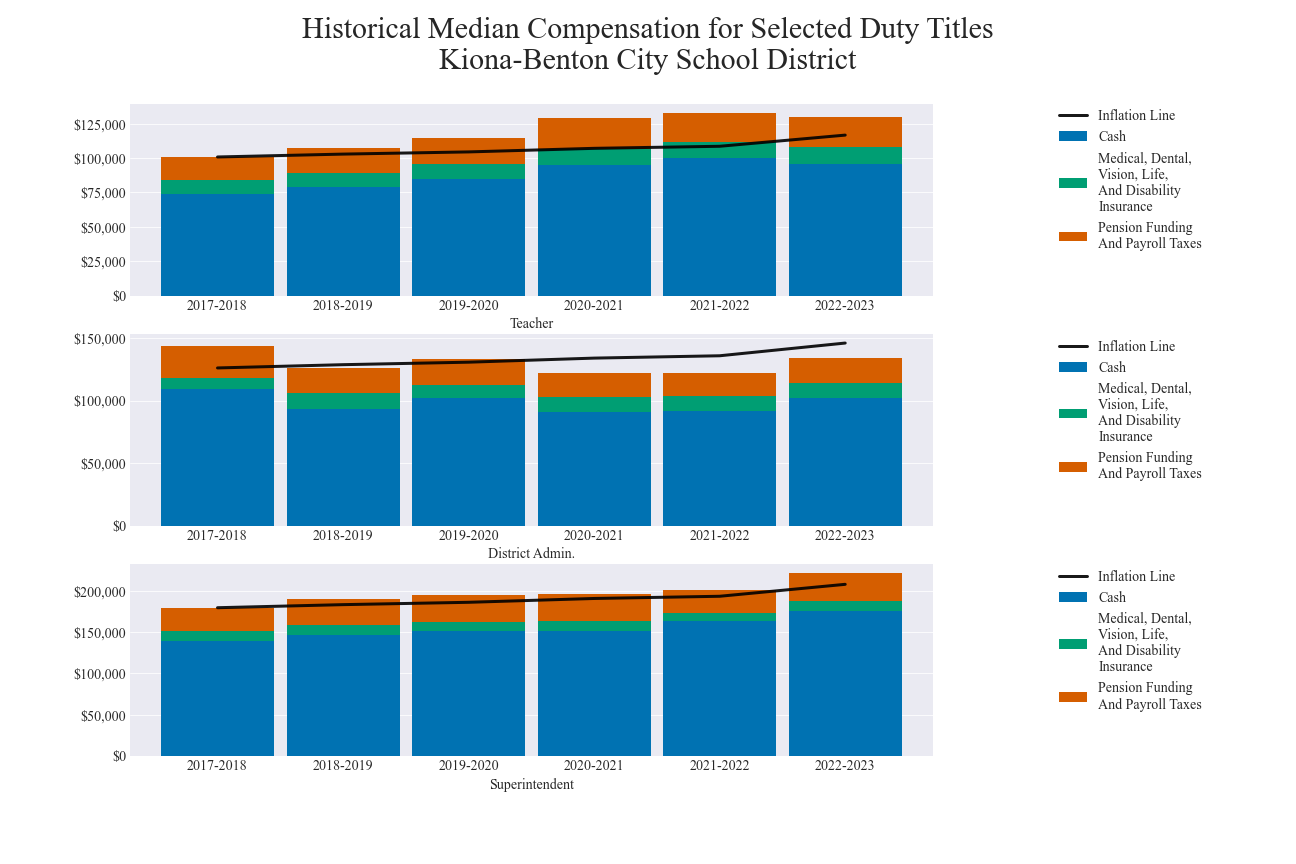 Historical Median Compensation for Selected Duty Titles
Kiona-Benton City School District
$125,000
$100,000
$75,000
$50,000
$25,000
$0
2017-2018 2018-2019 2019-2020 2020-2021 2021-2022 2022-2023
Teacher
Inflation Line
Cash
Medical, Dental,
Vision, Life,
And Disability
Insurance
Pension Funding
And Payroll Taxes
$150,000
$100,000
$50,000
$0
2017-2018 2018-2019 2019-2020 2020-2021 2021-2022 2022-2023
District Admin.
Inflation Line
Cash
Medical, Dental,
Vision, Life,
And Disability
Insurance
Pension Funding
And Payroll Taxes
$200,000
$150,000
$100,000
$50,000
$0
2017-2018 2018-2019 2019-2020 2020-2021 2021-2022 2022-2023
Superintendent
Inflation Line
Cash
Medical, Dental,
Vision, Life,
And Disability
Insurance
Pension Funding
And Payroll Taxes